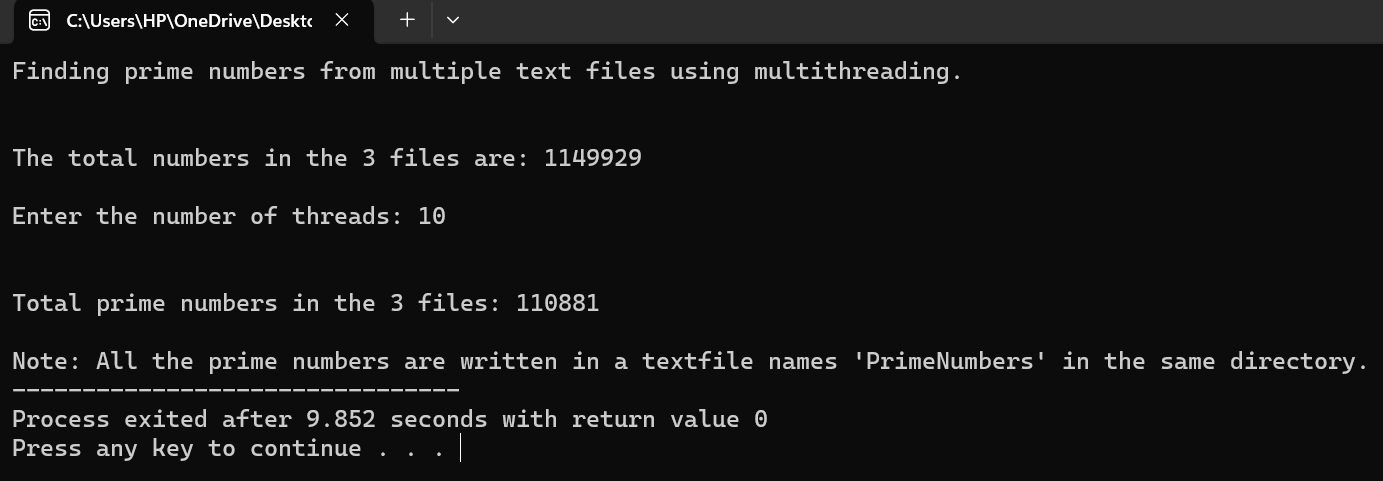 C:\Users\HP\OneDrive\Deskto
Finding prime numbers from multiple text files using multithreading.
The total numbers in the 3 files are: 1149929
Enter the number of threads: 10
Total prime numbers in the 3 files: 110881
Note: All the prime numbers are written in a textfile names 'PrimeNumbers' in the same directory.
--------------------------------
Process exited after 9.852 seconds with return value 0
Press any key to continue . . .